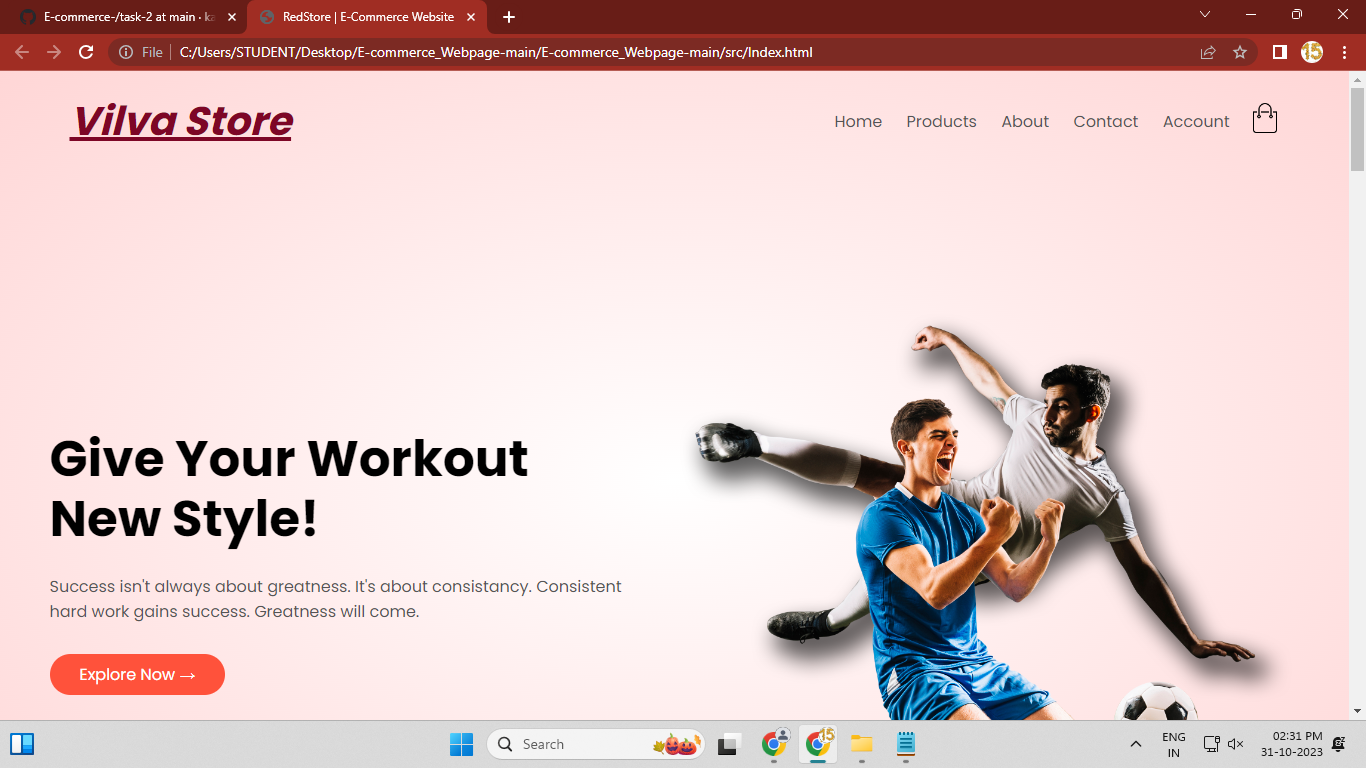 E-commerce-/task-2 at main · ka
RedStore | E-Commerce Website
File
C:/Users/STUDENT/Desktop/E-commerce_Webpage-main/E-commerce_Webpage-main/src/Index.html
15
Vilva Store
Home Products About Contact Account
Give Your Workout
New Style!
Success isn't always about greatness. It's about consistancy. Consistent
hard work gains success. Greatness will come.
Explore Now →
Search
15
ENG
IN
02:31 PM
31-10-2023